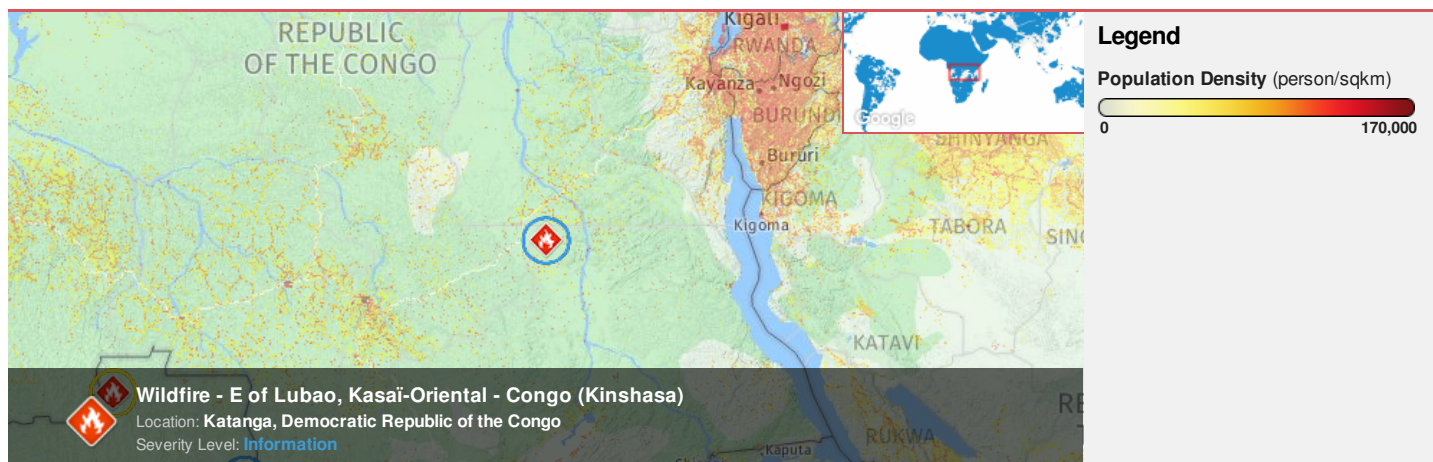 REPUBLIC
OF THE CONGO
Kigali
RWANDA
Kayanza
Ngozi
BURUNDI
Bururi
KIGOMA
Kigoma
SHINYANGA
TABORA
KATAVI
RUKWA
Kaputa
Google
Legend
Population Density (person/sqkm)
0
170,000
Wildfire - E of Lubao, Kasaï-Oriental - Congo (Kinshasa)
Location: Katanga, Democratic Republic of the Congo
Severity Level: Information